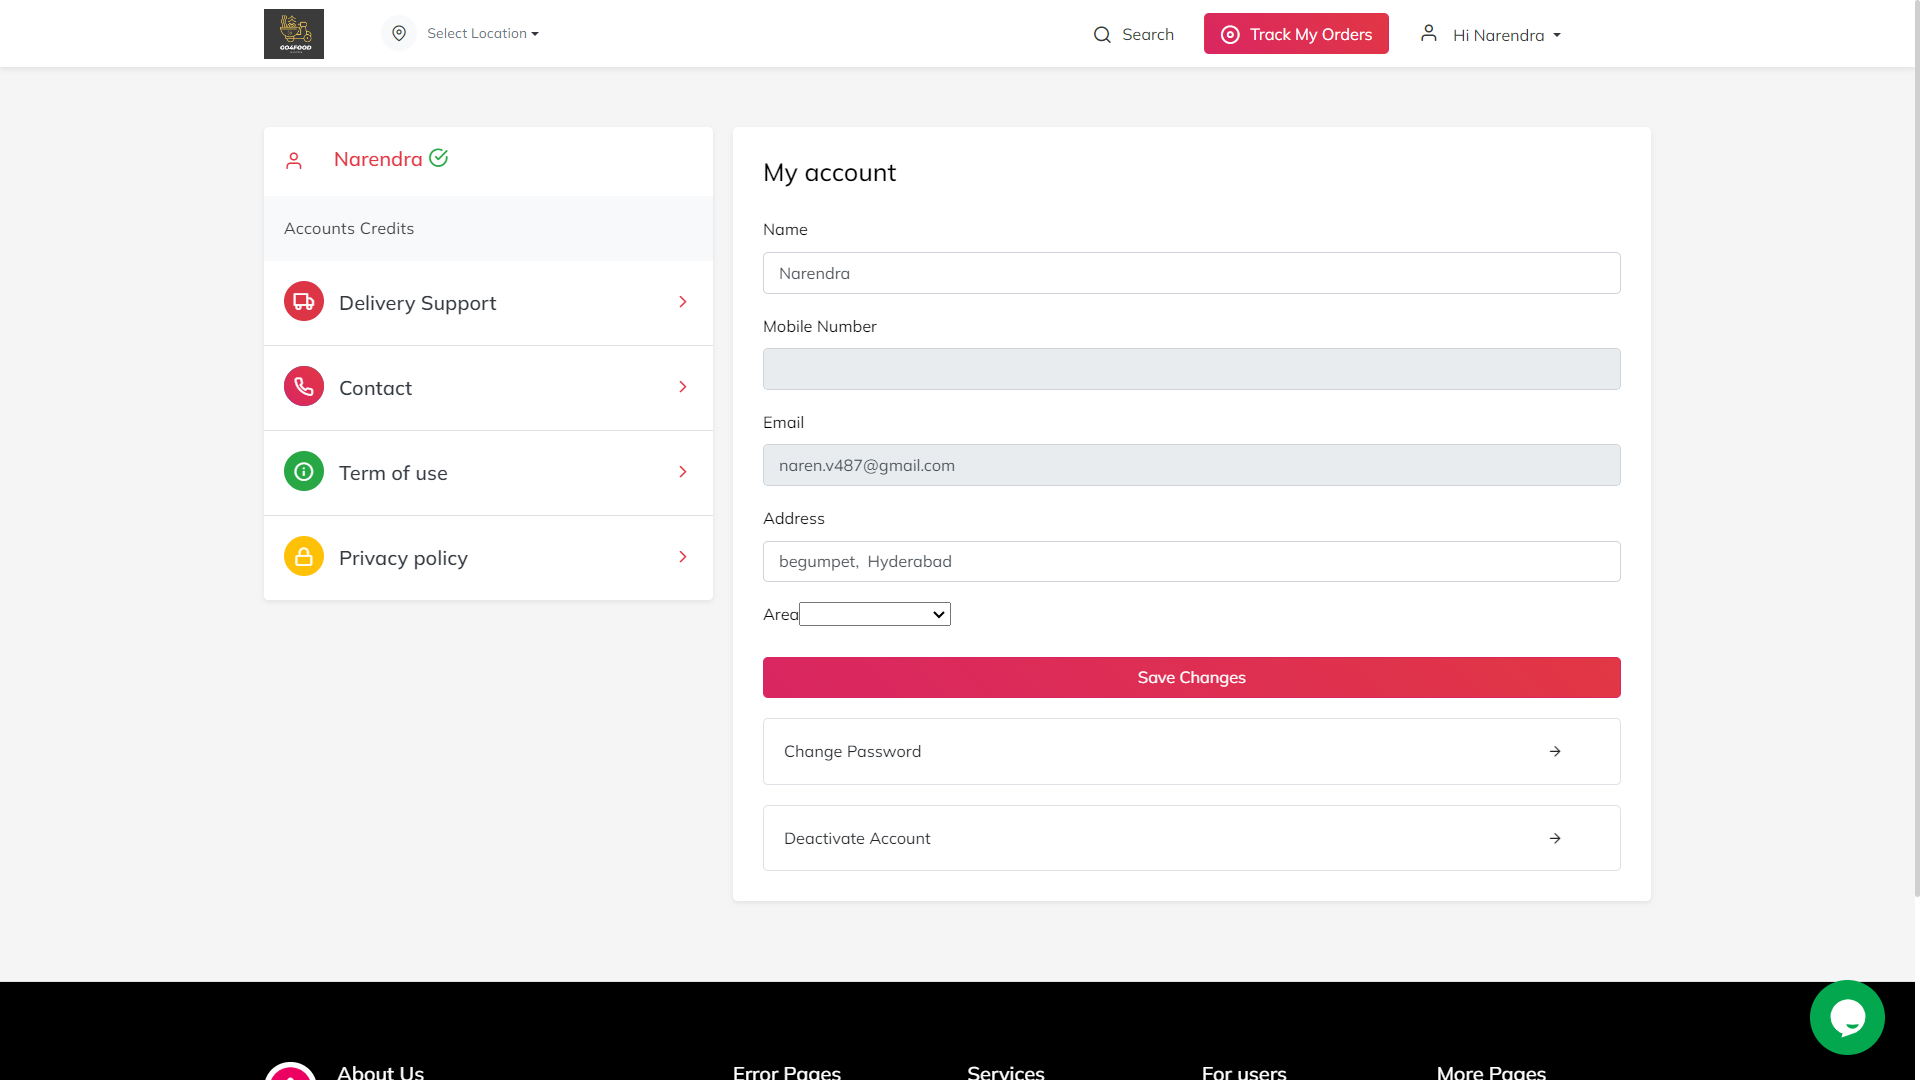 GO4FOOD
Select Location
Search
Track My Orders
Hi Narendra
Narendra
Accounts Credits
Delivery Support
Contact
Term of use
Privacy policy
My account
Name
Narendra
Mobile Number
Email
naren.v487@gmail.com
Address
begumpet,  Hyderabad
Area
Save Changes
Change Password
Deactivate Account
About Us
Error Pages
Services
For users
More Pages